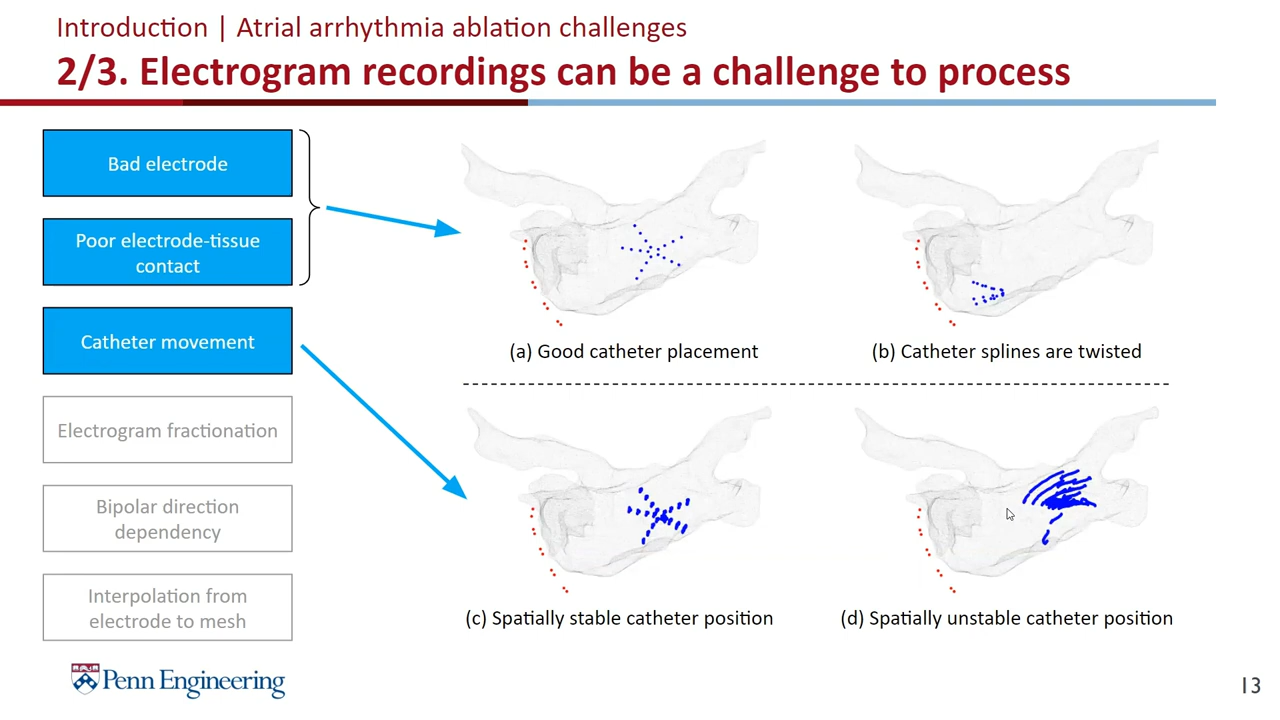 Introduction | Atrial arrhythmia ablation challenges
2/3. Electrogram recordings can be a challenge to process
Bad electrode
Poor electrode-tissue
contact
Catheter movement
Electrogram fractionation
Bipolar direction
dependency
Interpolation from
electrode to mesh
(a) Good catheter placement
(b) Catheter splines are twisted
(c) Spatially stable catheter position
(d) Spatially unstable catheter position
Penn Engineering
13